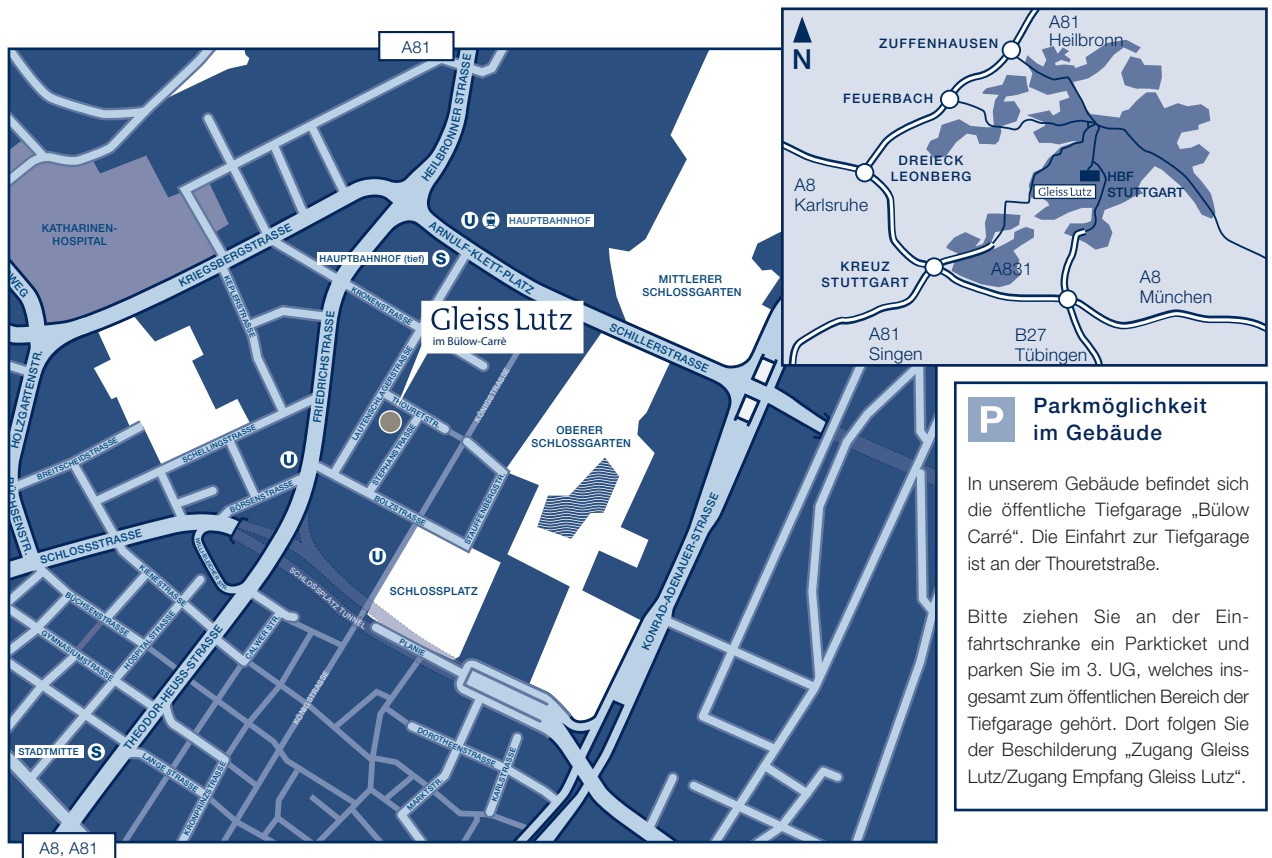 A81
HEILBRONNER STRASSE
KATHARINEN-
HOSPITAL
KRIEGSBERGSTRASSE
HAUPTBAHNHOF
U
HAUPTBAHNHOF (tief)
S
ARNULF-KLETT-PLATZ
MITTLERER
SCHLOSSGARTEN
WEG
KEPLERSTRASSE
KRONENSTRASSE
Gleiss Lutz
im Bülow-Carrè
SCHILLERSTRASSE
HOLZGARTENSTR.
FRIEDRICHSTRASSE
LAUTENSCHLAGERSTRASSE
THOURETSTR.
KÖNIGSTRASSE
STEPHANSTRASSE
OBERER
SCHLOSSGARTEN
BREITSCHEIDSTRASSE
SCHELLINGSTRASSE
U
BÖRSENSTRASSE
BOLZSTRASSE
STAUFFENBERGSTR.
BÜCHSENSTR.
SCHLOSSSTRASSE
U
SCHLOSSPLATZ
SCHLOSSPLATZ TUNNEL
PLANIE
KONRAD-ADENAUER-STRASSE
KIENESTRASSE
BÜCHSENSTRASSE
HOSPITALSTRASSE
GYMNASIUMSTRASSE
CALWER STR.
THEODOR-HEUSS-STRASSE
KÖNIGSTRASSE
STADTMITTE
S
LANGE STRASSE
KRONPRINZSTRASSE
DOROTHEENSTRASSE
MARKTSTR.
KARLSTRASSE
A8, A81
N
A81
Heilbronn
ZUFFENHAUSEN
FEUERBACH
DREIECK
LEONBERG
A8
Karlsruhe
Gleiss Lutz
HBF
STUTTGART
KREUZ
STUTTGART
A831
A8
München
A81
Singen
B27
Tübingen
P
Parkmöglichkeit
im Gebäude
In unserem Gebäude befindet sich
die öffentliche Tiefgarage „Bülow
Carré“. Die Einfahrt zur Tiefgarage
ist an der Thouretstraße.
Bitte ziehen Sie an der Ein-
fahrtschranke ein Parkticket und
parken Sie im 3. UG, welches ins-
gesamt zum öffentlichen Bereich der
Tiefgarage gehört. Dort folgen Sie
der Beschilderung „Zugang Gleiss
Lutz/Zugang Empfang Gleiss Lutz“.